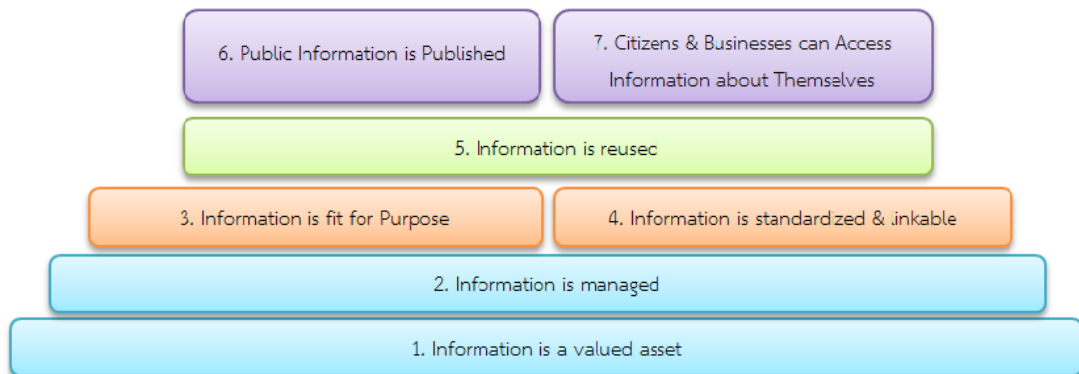 6. Public Information is Published
7. Citizens & Businesses can Access
Information about Themselves
5. Information is reused
3. Information is fit for Purpose
4. Information is standardized & linkable
2. Information is managed
1. Information is a valued asset